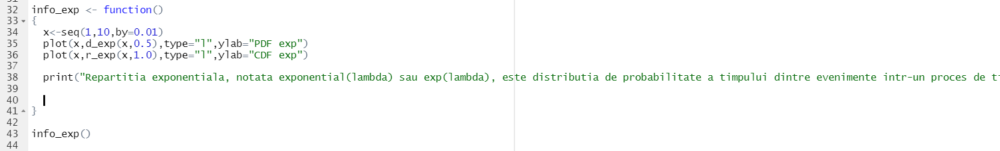 32 info_exp <- function()
33 {
34 x<-seq(1,10,by=0.01)
35 plot(x,d_exp(x,0.5),type="l",ylab="PDF exp")
36 plot(x,r_exp(x,1.0),type="l",ylab="CDF exp")
37
38 print("Repartitia exponentiala, notata exponential(lambda) sau exp(lambda), este distributia de probabilitate a timpului dintre evenimente intr-un proces de
39
40
41 }
42
43 info_exp()
44